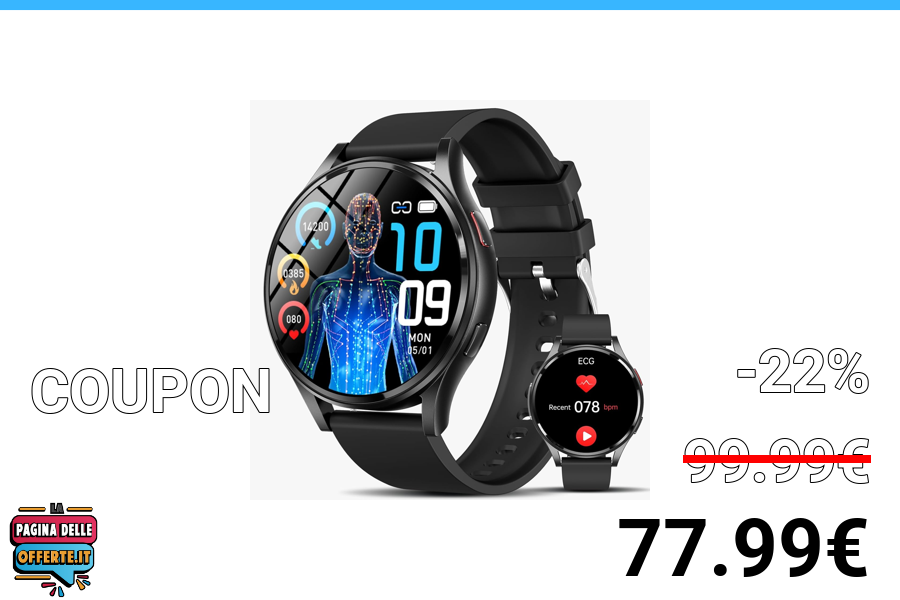 14200
0385
080
10
09
MON
05/01
ECG
Recent 078 bpm
COUPON
-22%
99.99€
77.99€
LA
PAGINA DELLE
OFFERTE.IT